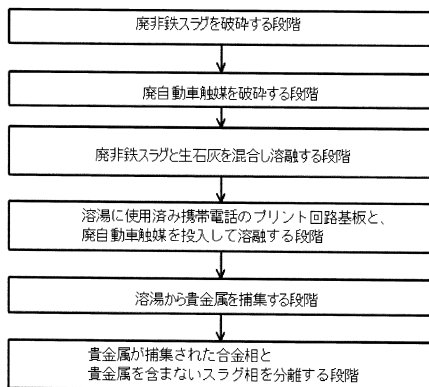 廃非鉄スラグを破砕する段階
廃自動車触媒を破砕する段階
廃非鉄スラグと生石灰を混合し溶融する段階
溶湯に使用済み携帯電話のプリント回路基板と、
廃自動車触媒を投入して溶融する段階
溶湯から貴金属を捕集する段階
貴金属が捕集された合金相と
貴金属を含まないスラグ相を分離する段階